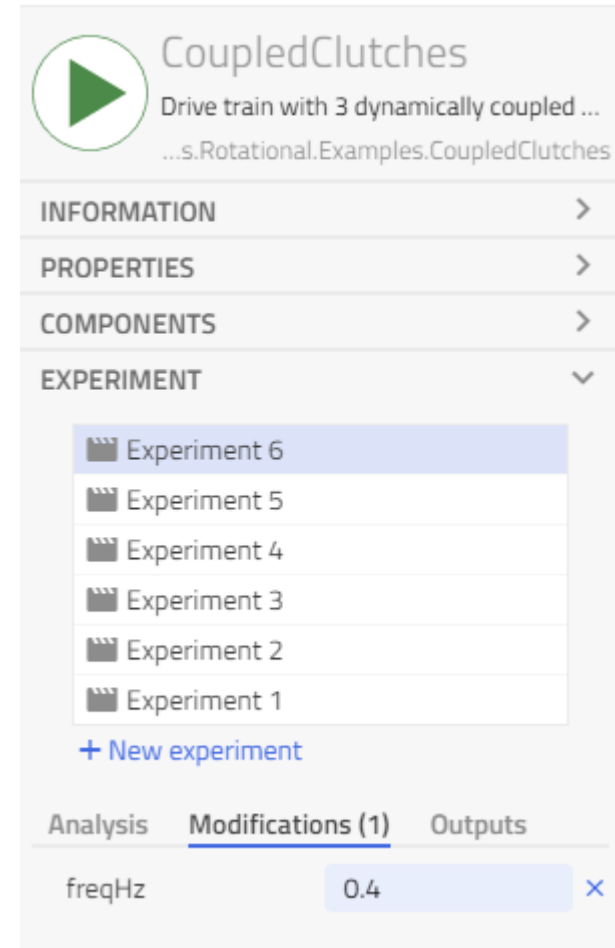 CoupledClutches
Drive train with 3 dynamically coupled ...
...s.Rotational.Examples.CoupledClutches
INFORMATION
PROPERTIES
COMPONENTS
EXPERIMENT
Experiment 6
Experiment 5
Experiment 4
Experiment 3
Experiment 2
Experiment 1
+ New experiment
Analysis Modifications (1) Outputs
freqHz 0.4 ×